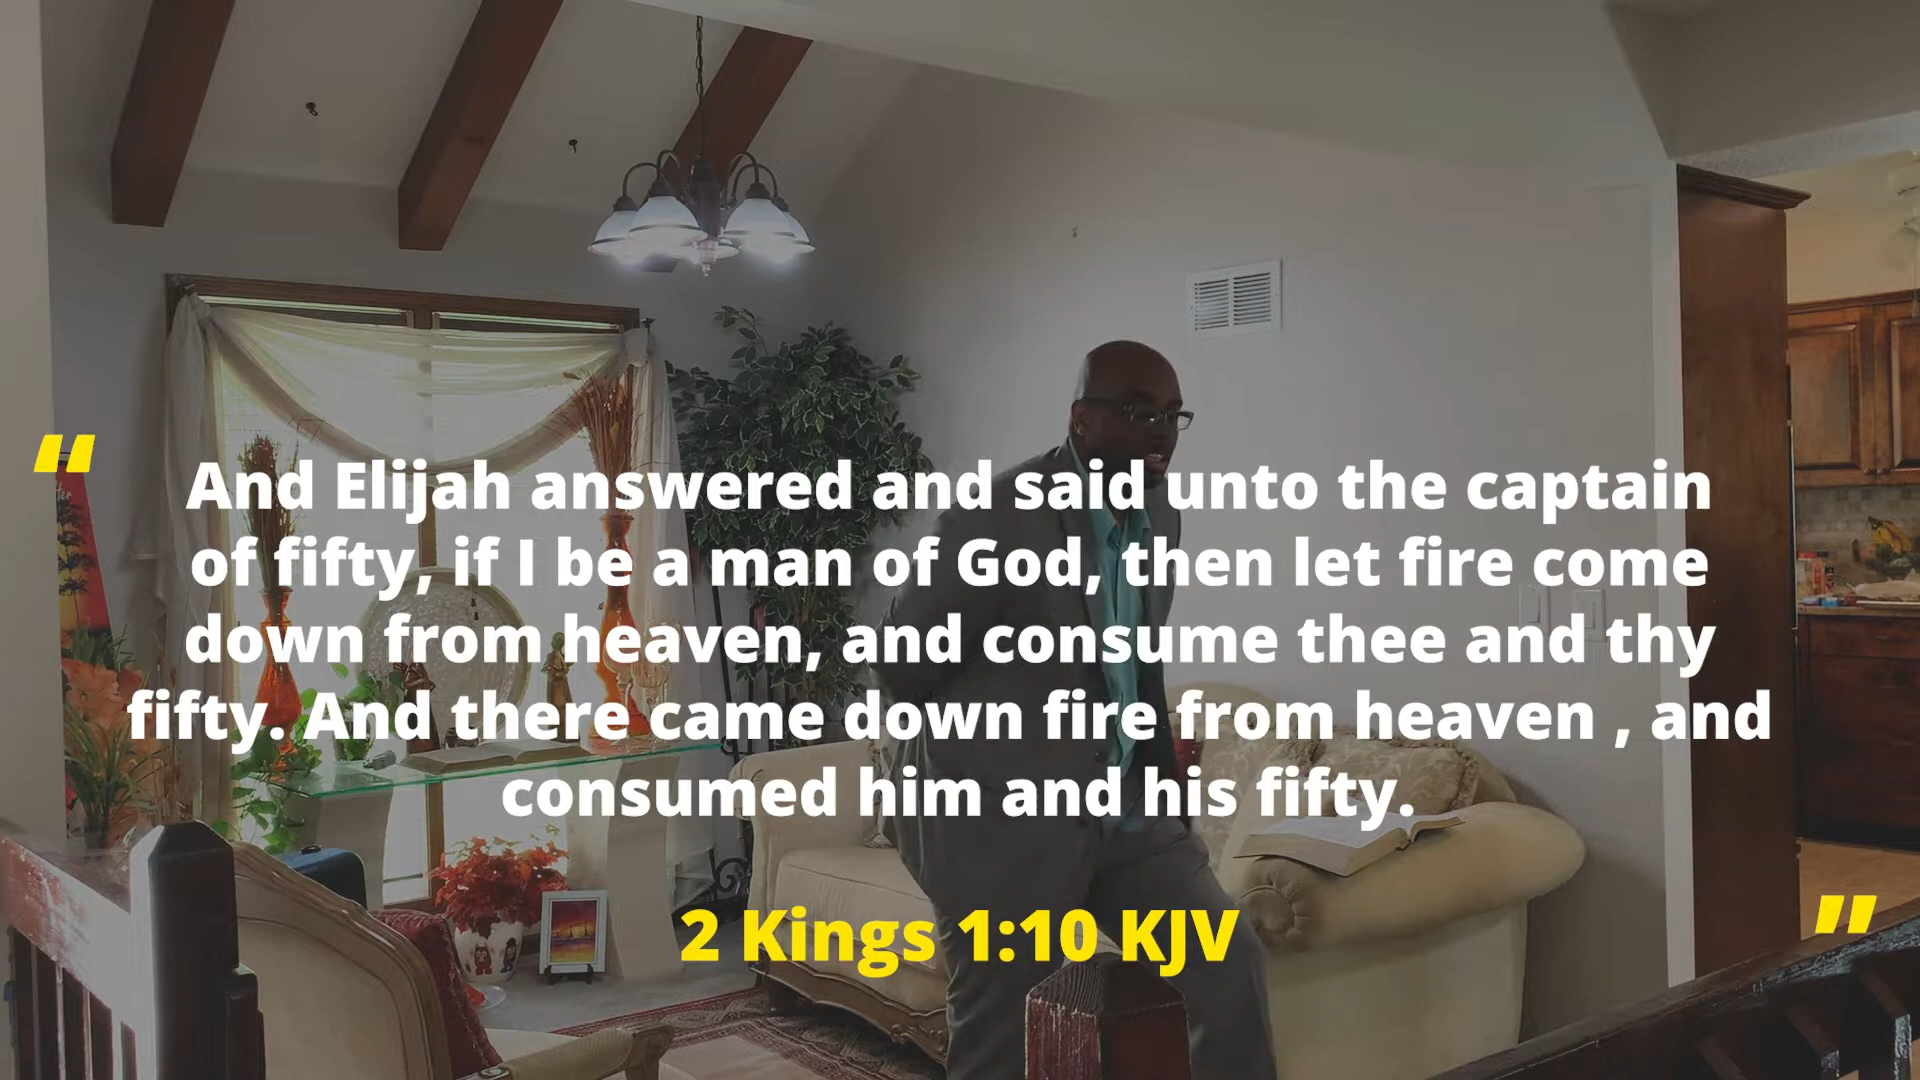 “
And Elijah answered and said unto the captain
of fifty, if I be a man of God, then let fire come
down from heaven, and consume thee and thy
fifty. And there came down fire from heaven , and
consumed him and his fifty.
”
2 Kings 1:10 KJV